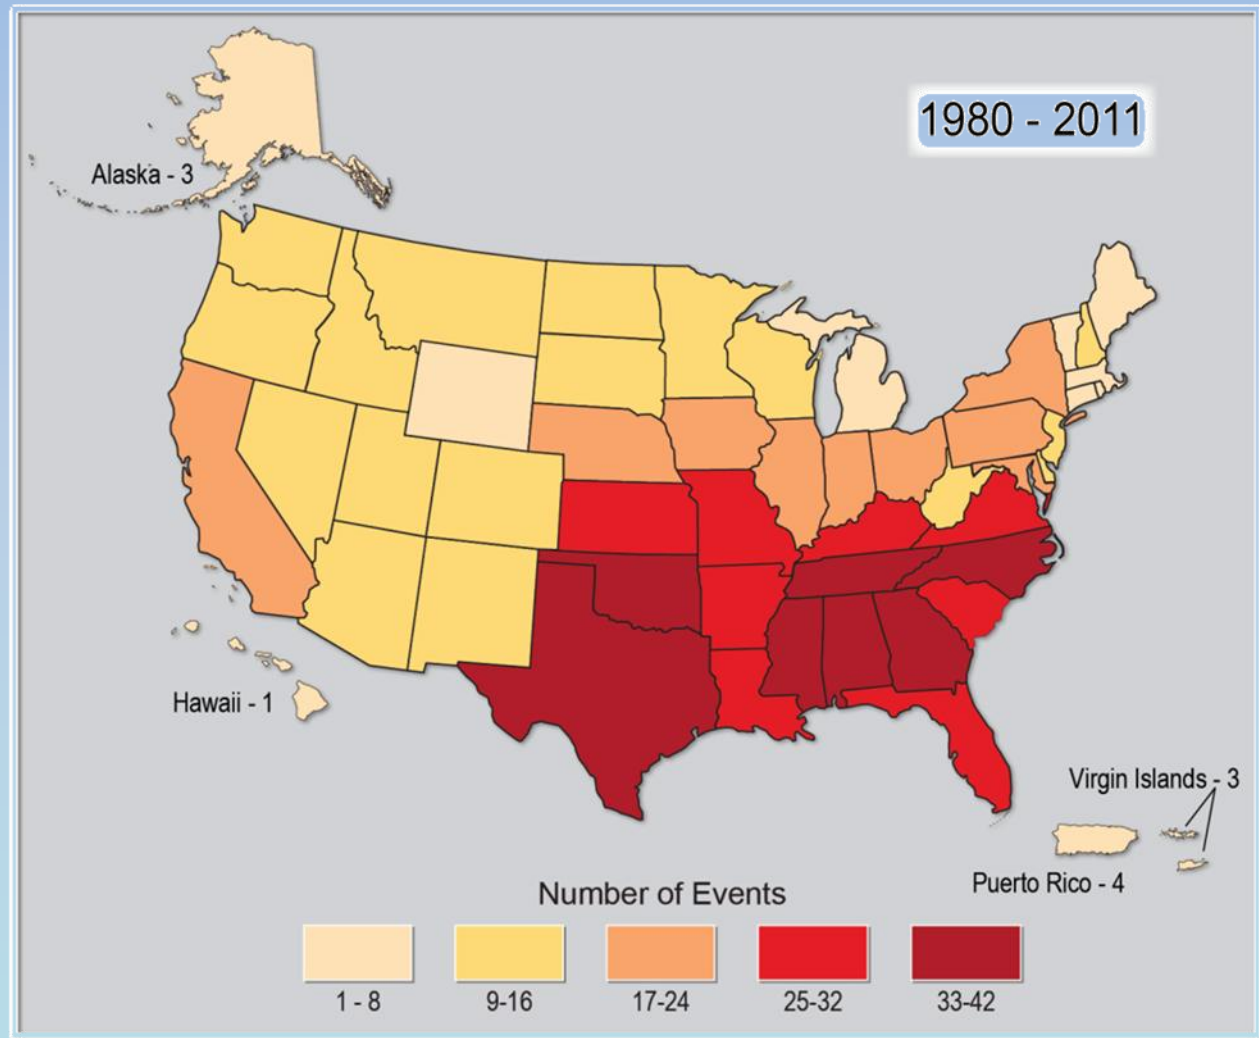 1980 - 2011
Alaska - 3
Hawaii - 1
Virgin Islands - 3
Puerto Rico - 4
Number of Events
1 - 8
9-16
17-24
25-32
33-42